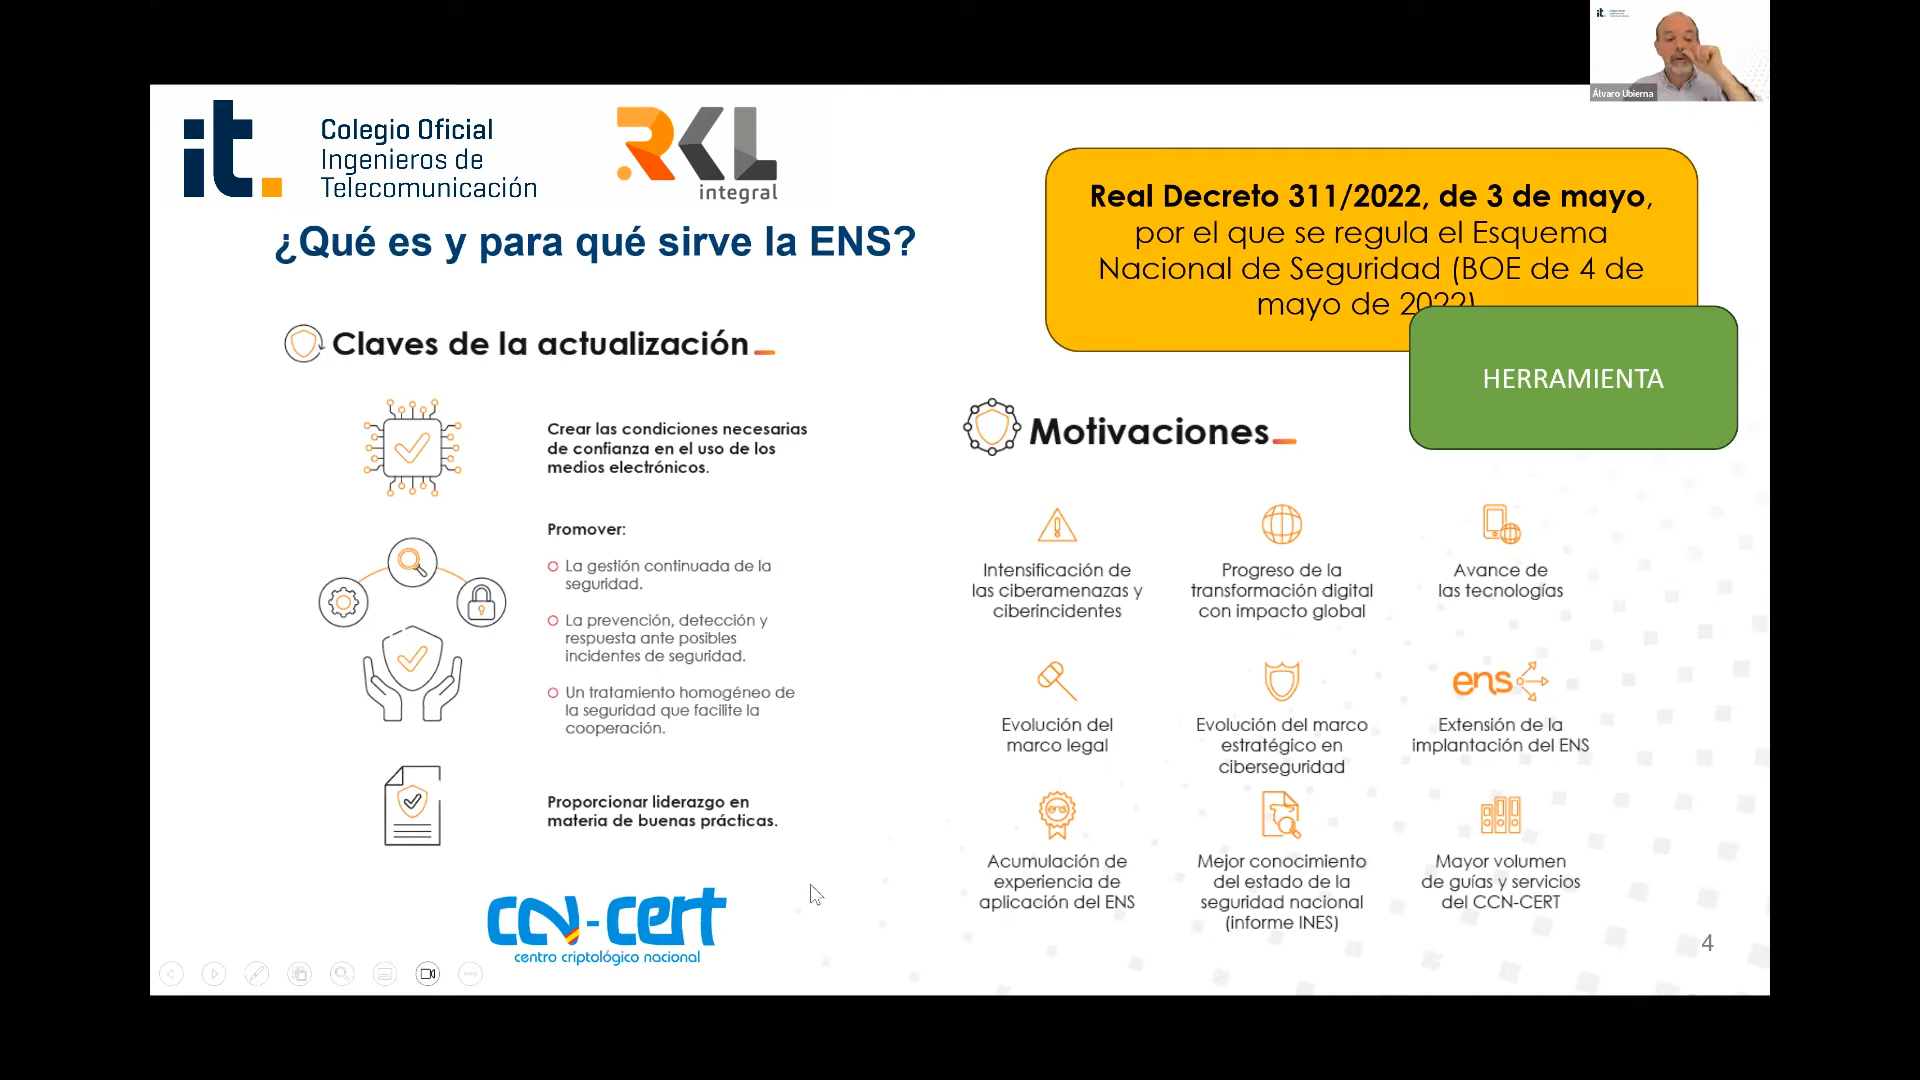 Álvaro Ubierna
it.
Colegio Oficial
Ingenieros de
Telecomunicación
RKL
integral
¿Qué es y para qué sirve la ENS?
Real Decreto 311/2022, de 3 de mayo,
por el que se regula el Esquema
Nacional de Seguridad (BOE de 4 de
mayo de 2022)
HERRAMIENTA
Claves de la actualización
Crear las condiciones necesarias
de confianza en el uso de los
medios electrónicos.
Promover:
La gestión continuada de la
seguridad.
La prevención, detección y
respuesta ante posibles
incidentes de seguridad.
Un tratamiento homogéneo de
la seguridad que facilite la
cooperación.
Proporcionar liderazgo en
materia de buenas prácticas.
ccn-cert
centro criptológico nacional
Motivaciones
Intensificación de
las ciberamenazas y
ciberincidentes
Progreso de la
transformación digital
con impacto global
Avance de
las tecnologías
Evolución del
marco legal
Evolución del marco
estratégico en
ciberseguridad
ens
Extensión de la
implantación del ENS
ens
Acumulación de
experiencia de
aplicación del ENS
Mejor conocimiento
del estado de la
seguridad nacional
(informe INES)
Mayor volumen
de guías y servicios
del CCN-CERT
4